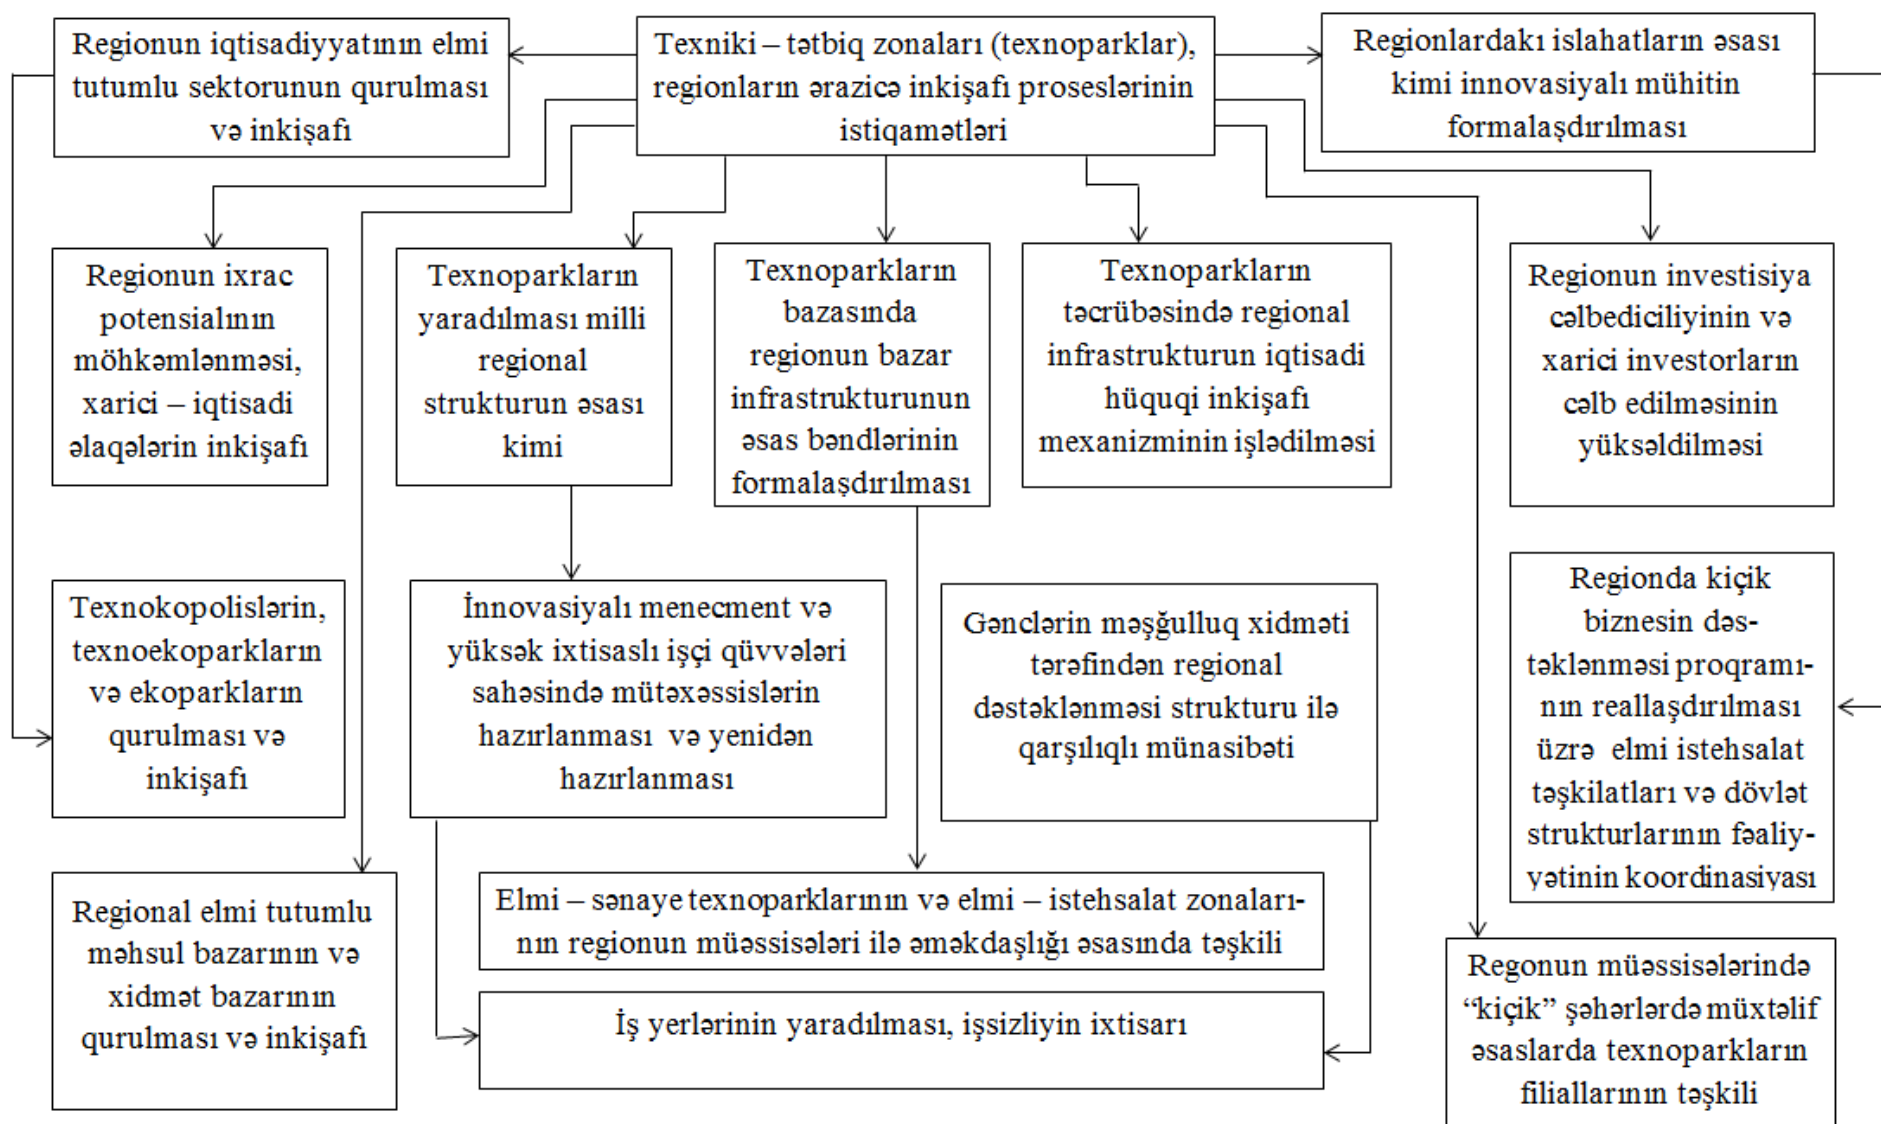 Regionun iqtisadiyyatının elmi
tutumlu sektorunun qurulması
və inkişafı
Texniki – tətbiq zonaları (texnoparklar),
regionların ərazicə inkişafı proseslərinin
istiqamətləri
Regionlardakı islahatların əsası
kimi innovasiyalı mühitin
formalaşdırılması
Regionun ixrac
potensialının
möhkəmlənməsi,
xarici – iqtisadi
əlaqələrin inkişafı
Texnoparkların
yaradılması milli
regional
strukturun əsası
kimi
Texnoparkların
bazasında
regionun bazar
infrastrukturunun
əsas bəndlərinin
formalaşdırılması
Texnoparkların
təcrübəsində regional
infrastrukturun iqtisadi
hüquqi inkişafı
mexanizminin işlədilməsi
Regionun investisiya
cəlbediciliyinin və
xarici investorların
cəlb edilməsinin
yüksəldilməsi
Texnokopolislərin,
texnoekoparkların
və ekoparkların
qurulması və
inkişafı
İnnovasiyalı menecment və
yüksək ixtisaslı işçi qüvvələri
sahəsində mütəxəssislərin
hazırlanması və yenidən
hazırlanması
Gənclərin məşğulluq xidməti
tərəfindən regional
dəstəklənməsi strukturu ilə
qarşılıqlı münasibəti
Regionda kiçik
biznesin dəs-
təklənməsi proqramı-
nın reallaşdırılması
üzrə elmi istehsalat
təşkilatları və dövlət
strukturlarının fəaliy-
yətinin koordinasiyası
Regional elmi tutumlu
məhsul bazarının və
xidmət bazarının
qurulması və inkişafı
Elmi – sənaye texnoparklarının və elmi – istehsalat zonaları-
nın regionun müəssisələri ilə əməkdaşlığı əsasında təşkili
İş yerlərinin yaradılması, işsizliyin ixtisarı
Regonun müəssisələrində
“kiçik” şəhərlərdə müxtəlif
əsaslarda texnoparkların
filiallarının təşkili